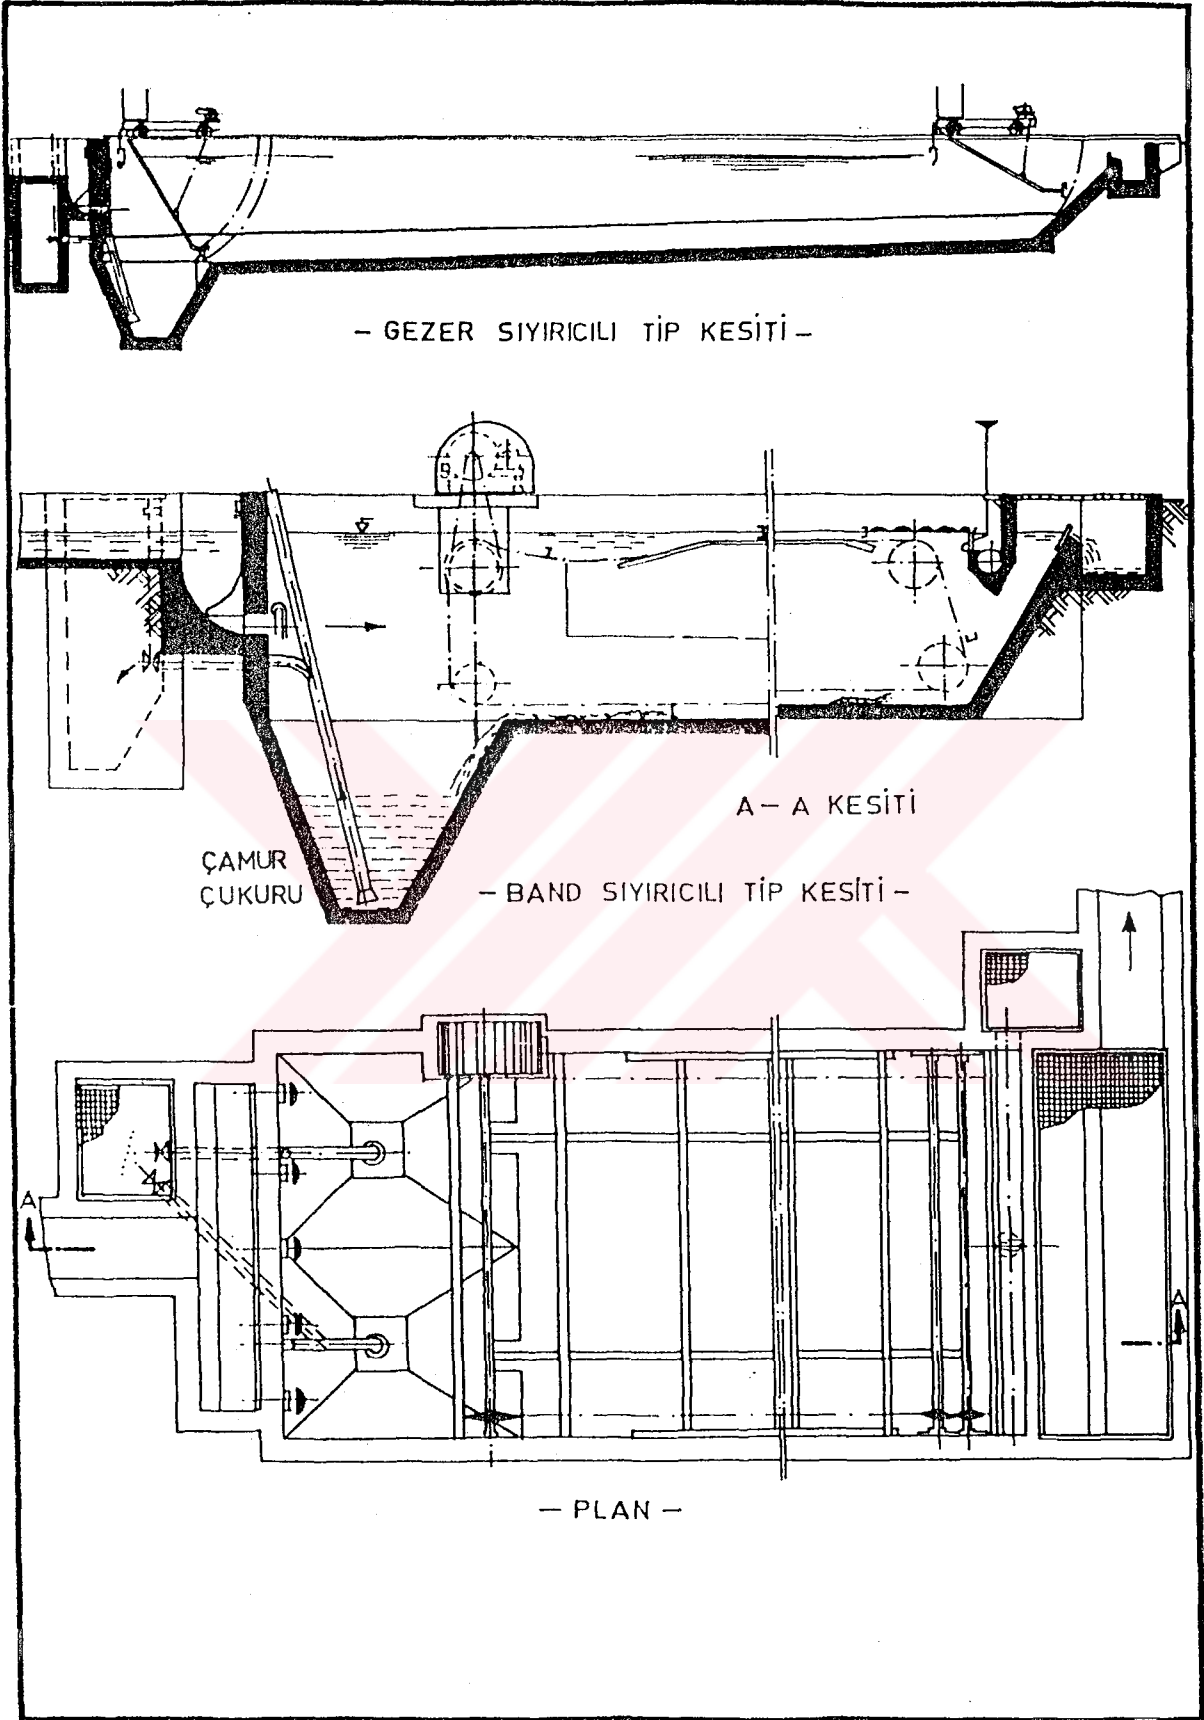 - GEZER SIYIRICILI TİP KESİTİ -
A - A KESİTİ
ÇAMUR
ÇUKURU
- BAND SIYIRICILI TİP KESİTİ -
A
A
- PLAN -